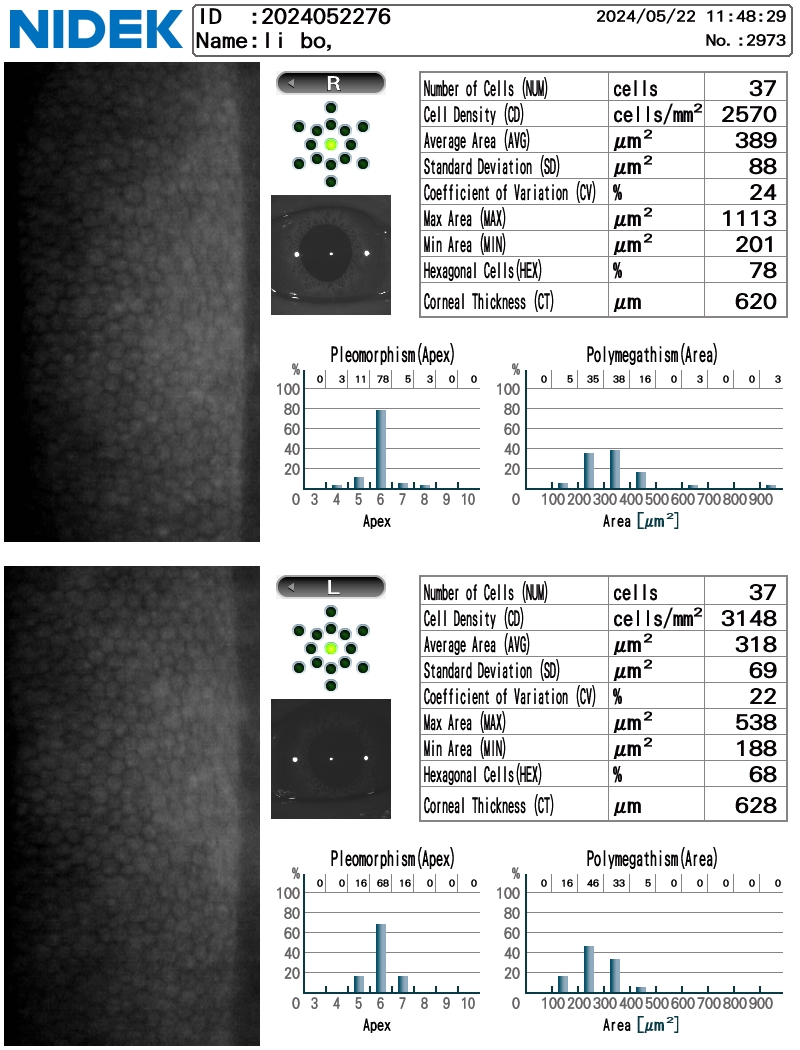 NIDEK
ID :2024052276 2024/05/22 11:48:29
Name:li bo, No. :2973
R
Number of Cells (NUM) cells 37
Cell Density (CD) cells/mm² 2570
Average Area (AVG) μm² 389
Standard Deviation (SD) μm² 88
Coefficient of Variation (CV) % 24
Max Area (MAX) μm² 1113
Min Area (MIN) μm² 201
Hexagonal Cells(HEX) % 78
Corneal Thickness (CT) μm 620
Pleomorphism(Apex)
%
0 3 11 78 5 3 0 0
100
80
60
40
20
0 3 4 5 6 7 8 9 10
Apex
Polymegathism(Area)
%
0 5 35 38 16 0 3 0 0 3
100
80
60
40
20
0 100 200 300 400 500 600 700 800 900
Area [μm²]
L
Number of Cells (NUM) cells 37
Cell Density (CD) cells/mm² 3148
Average Area (AVG) μm² 318
Standard Deviation (SD) μm² 69
Coefficient of Variation (CV) % 22
Max Area (MAX) μm² 538
Min Area (MIN) μm² 188
Hexagonal Cells(HEX) % 68
Corneal Thickness (CT) μm 628
Pleomorphism(Apex)
%
0 0 16 68 16 0 0 0
100
80
60
40
20
0 3 4 5 6 7 8 9 10
Apex
Polymegathism(Area)
%
0 16 46 33 5 0 0 0 0 0
100
80
60
40
20
0 100 200 300 400 500 600 700 800 900
Area [μm²]